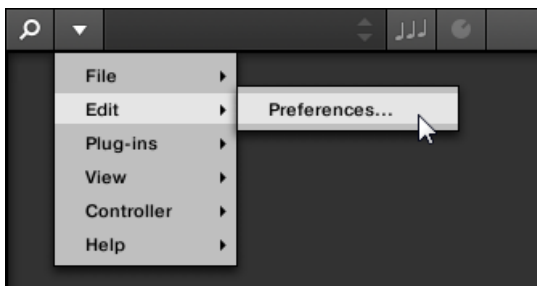 File
Edit
Preferences...
Plug-ins
View
Controller
Help